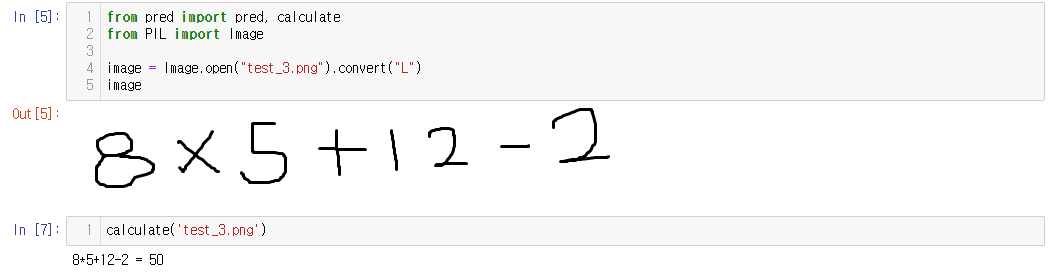 In [5]:
1 from pred import pred, calculate
2 from PIL import Image
3
4 image = Image.open("test_3.png").convert("L")
5 image
Out[5]:
8 × 5 + 12 - 2
In [7]:
1 calculate('test_3.png')
8*5+12-2 = 50